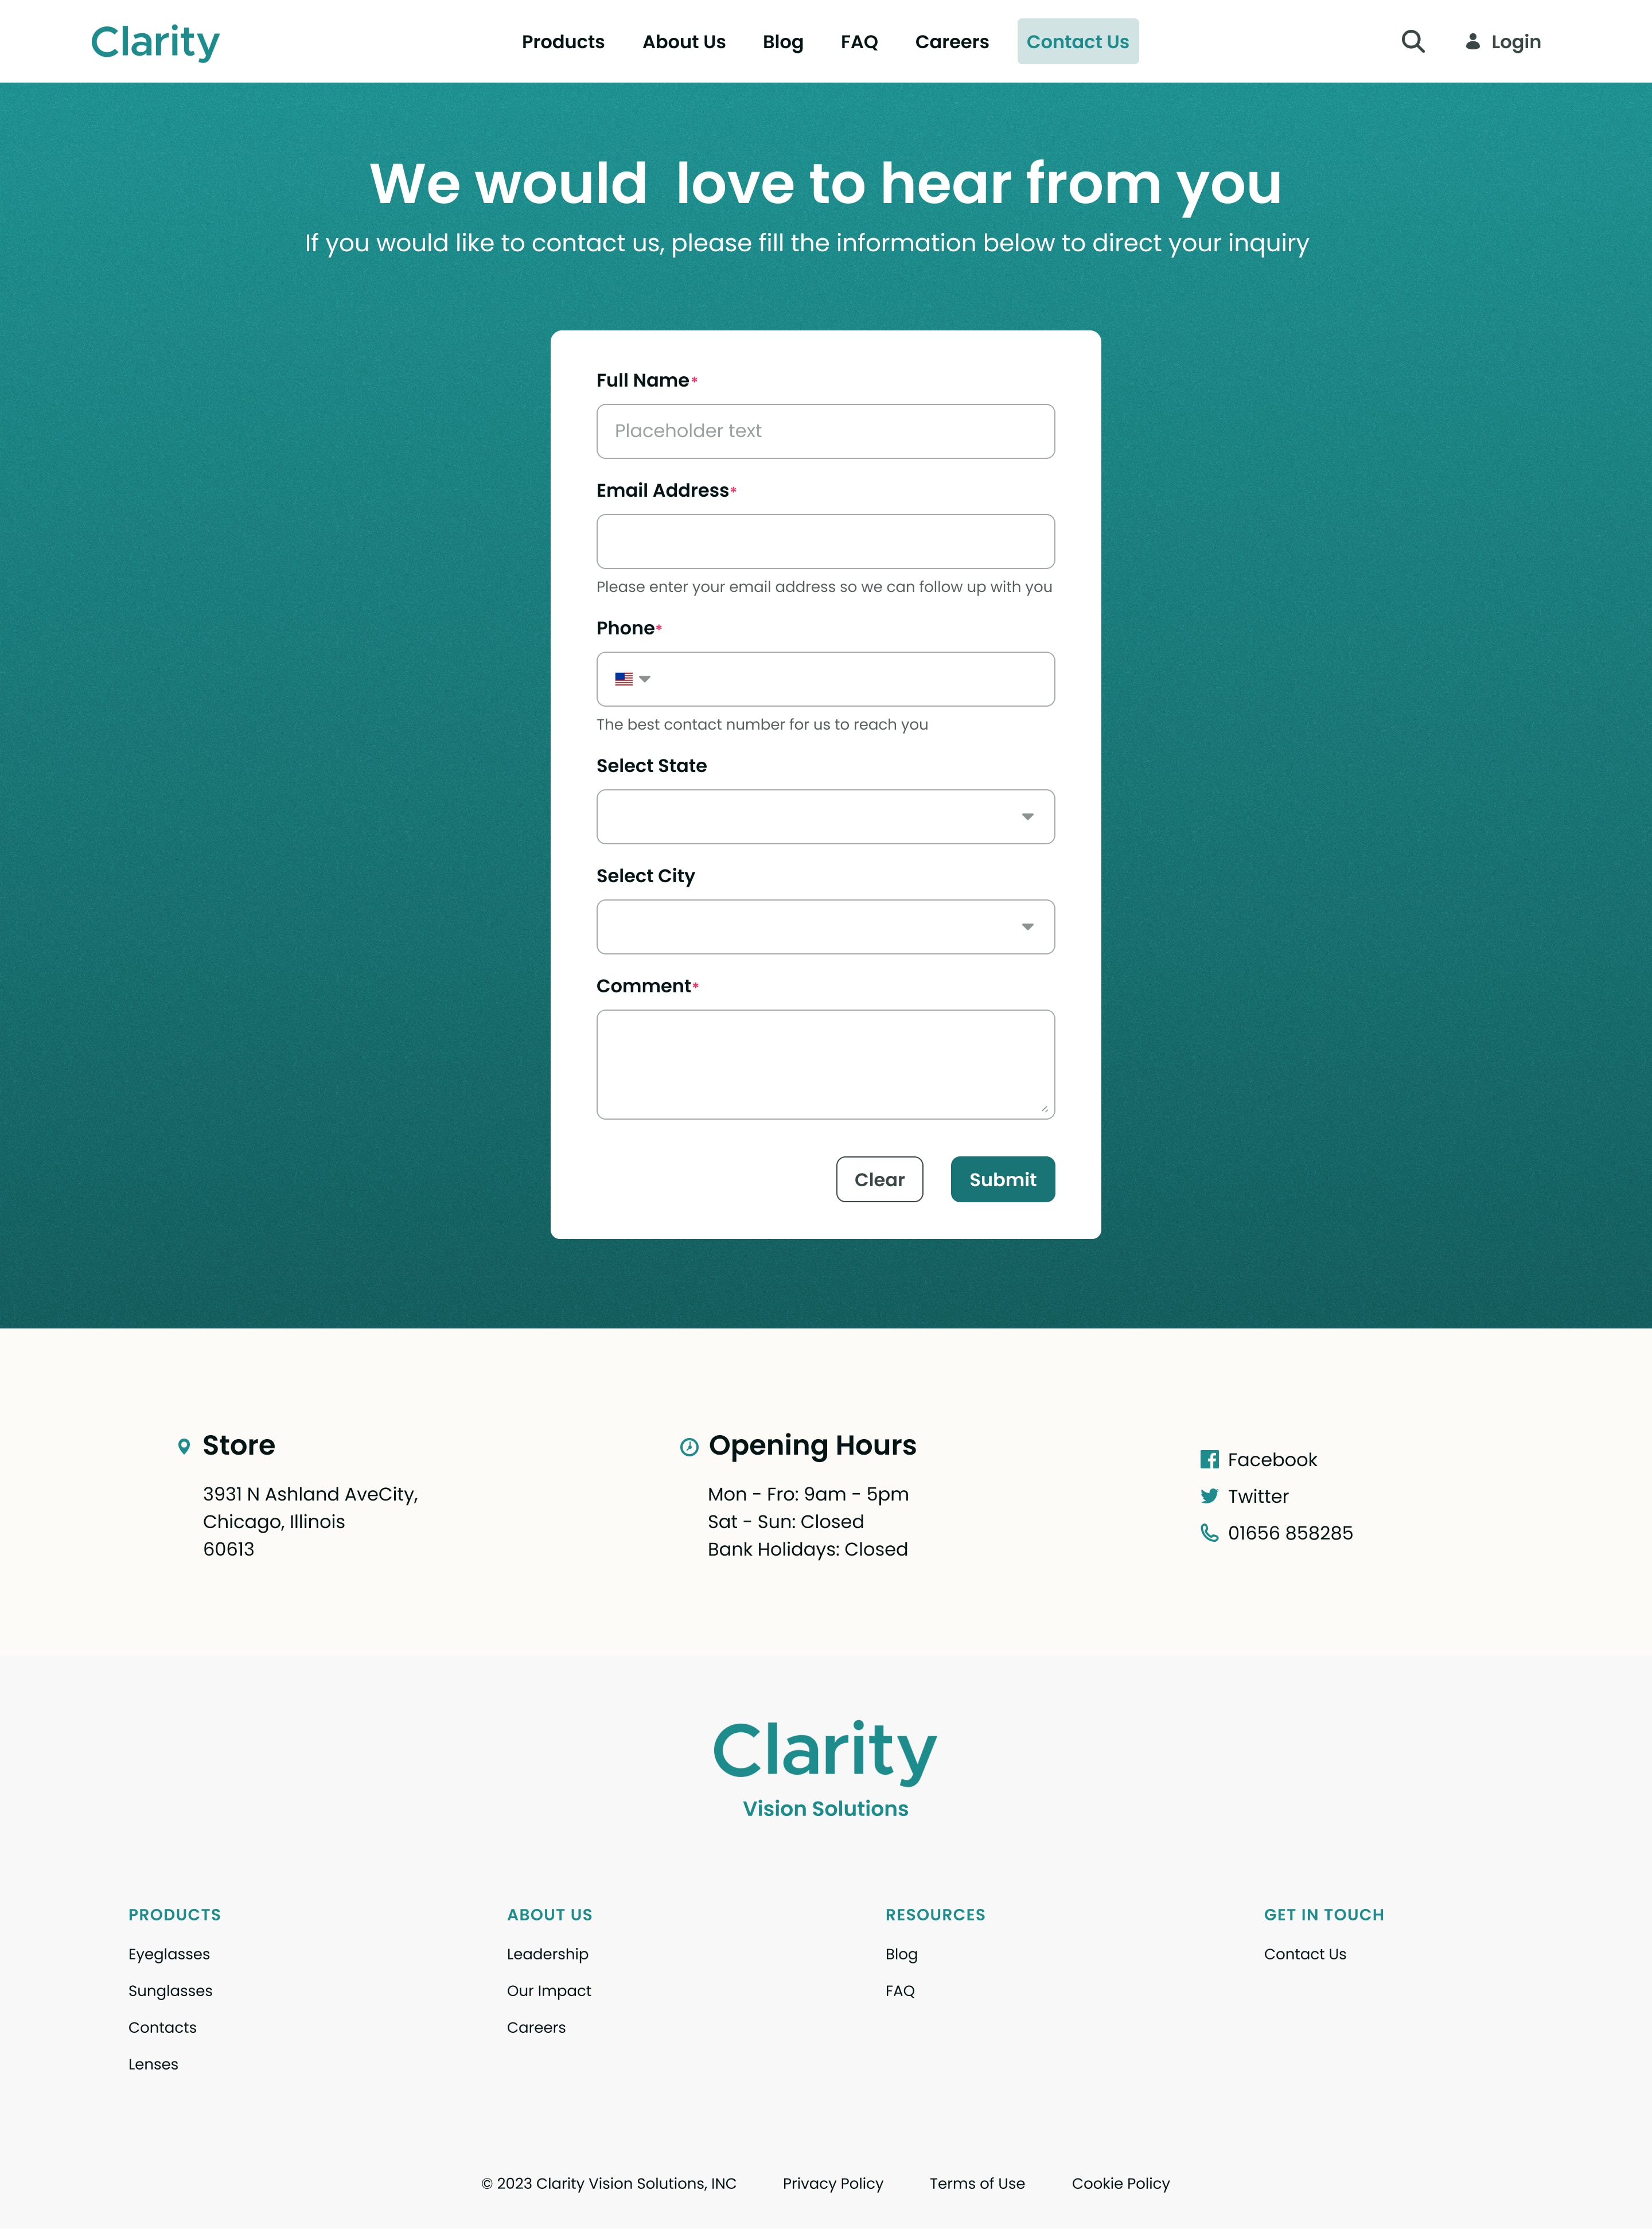 Clarity
Products About Us Blog FAQ Careers Contact Us
Login
We would  love to hear from you
If you would like to contact us, please fill the information below to direct your inquiry
Full Name*
Placeholder text
Email Address*
Please enter your email address so we can follow up with you
Phone*
The best contact number for us to reach you
Select State
Select City
Comment*
Clear Submit
Store
3931 N Ashland AveCity,
Chicago, Illinois
60613
Opening Hours
Mon - Fro: 9am - 5pm
Sat - Sun: Closed
Bank Holidays: Closed
Facebook
Twitter
01656 858285
Clarity
Vision Solutions
PRODUCTS
Eyeglasses
Sunglasses
Contacts
Lenses
ABOUT US
Leadership
Our Impact
Careers
RESOURCES
Blog
FAQ
GET IN TOUCH
Contact Us
© 2023 Clarity Vision Solutions, INC Privacy Policy Terms of Use Cookie Policy